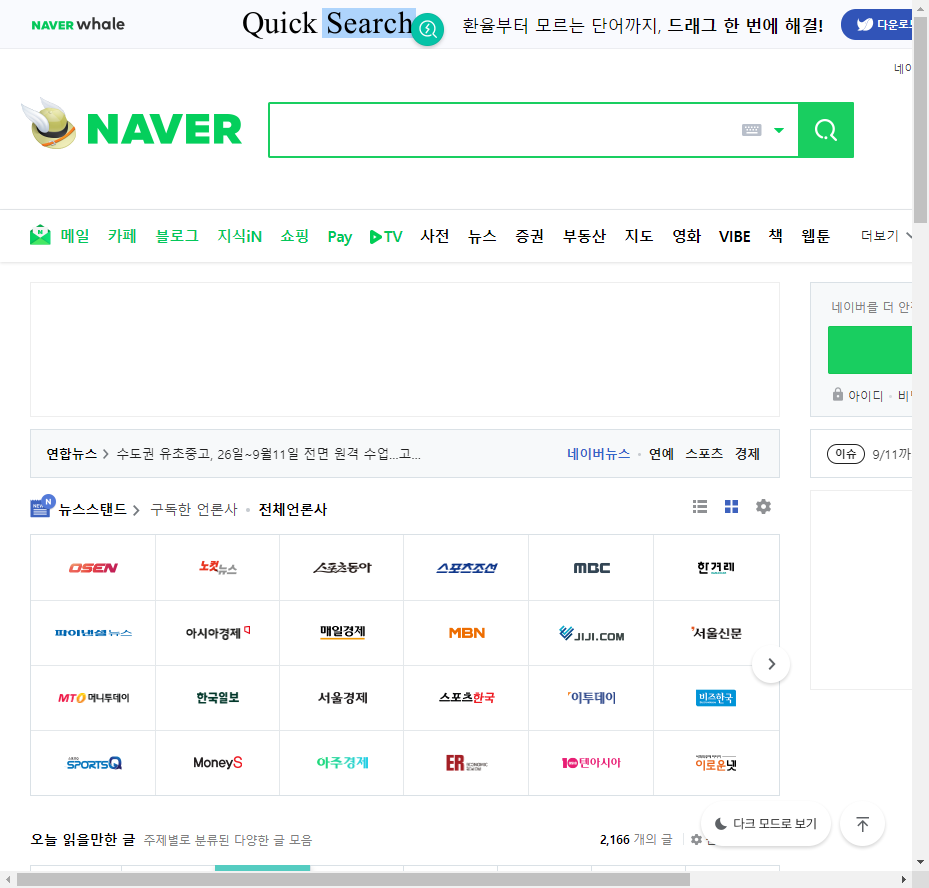 NAVER whale
Quick Search
환율부터 모르는 단어까지, 드래그 한 번에 해결!
NAVER
메일 카페 블로그 지식iN 쇼핑 Pay TV 사전 뉴스 증권 부동산 지도 영화 VIBE 책 웹툰 더보기
네이버를 더
아이디
연합뉴스 수도권 유초중고, 26일~9월11일 전면 원격 수업...고...
네이버뉴스 연예 스포츠 경제
이슈 9/11까
뉴스스탠드 구독한 언론사 전체언론사
OSEN 노컷뉴스 스포츠동아 스포츠조선 MBC 한겨레
파이낸셜뉴스 아시아경제 매일경제 MBN JIJI.COM 서울신문
MTO 머니투데이 한국일보 서울경제 스포츠한국 이투데이 비즈한국
SPORTSQ MoneyS 아주경제 ER ECONOMIC REVIEW 10 텐아시아 이로운넷
다크 모드로 보기
오늘 읽을만한 글 주제별로 분류된 다양한 글 모음
2,166 개의 글